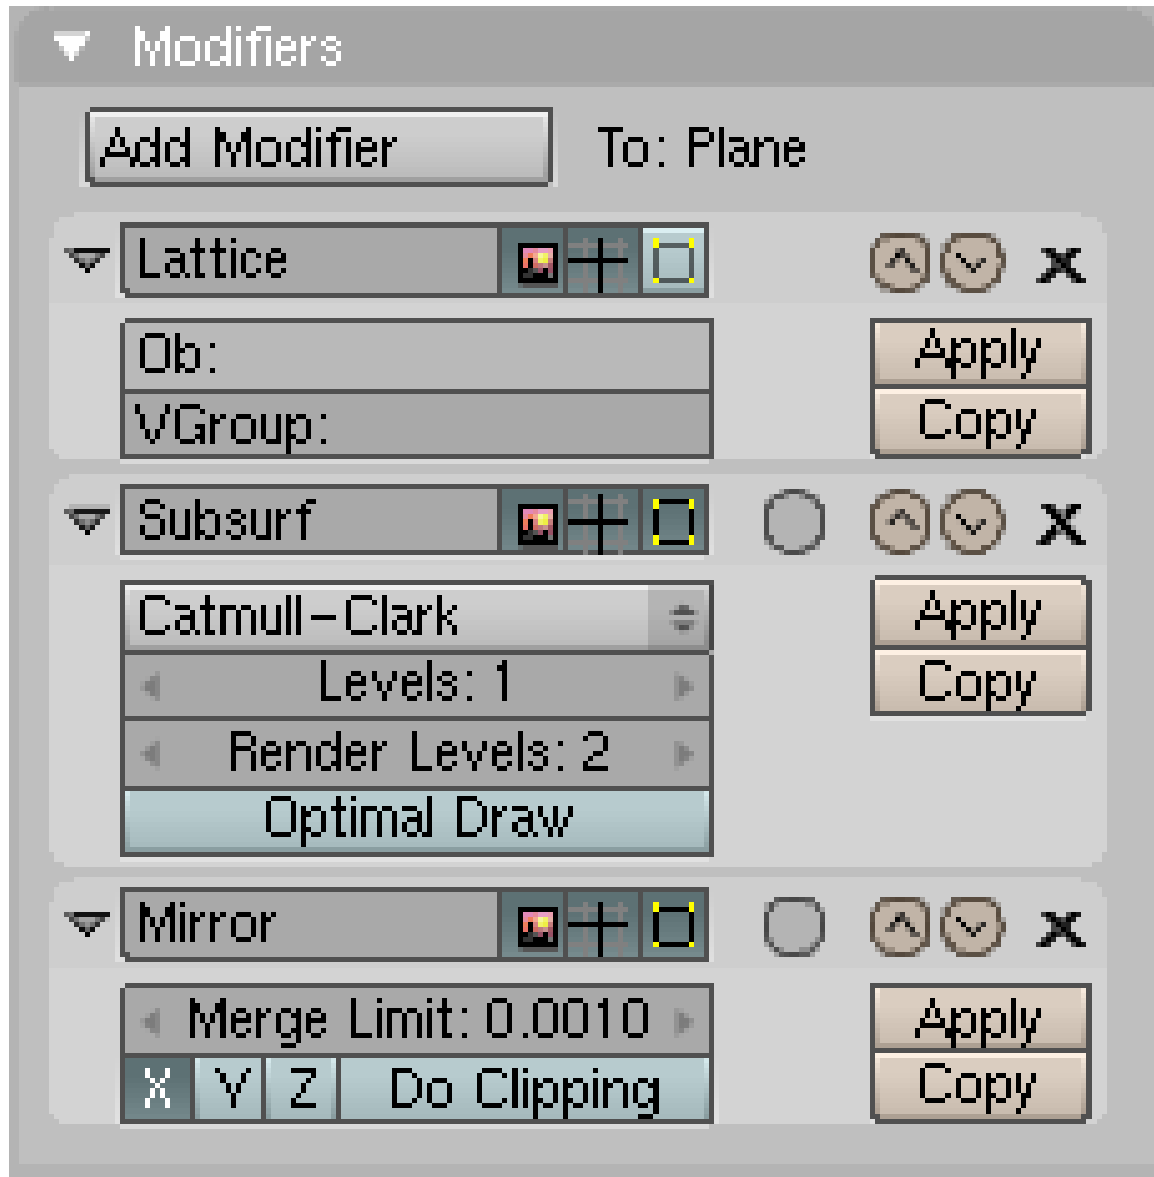 Modifiers
Add Modifier To: Plane
Lattice
Ob: Apply
VGroup: Copy
Subsurf
Catmull-Clark Apply
Levels: 1 Copy
Render Levels: 2
Optimal Draw
Mirror
Merge Limit: 0.0010 Apply
X Y Z Do Clipping Copy